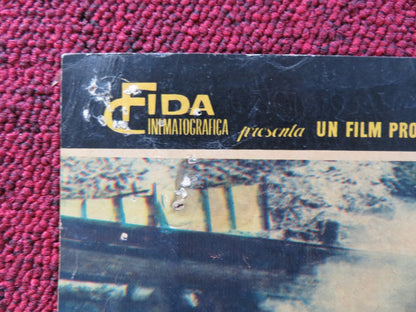 FIDA
CINEMATOGRAFICA presenta UN FILM PRO